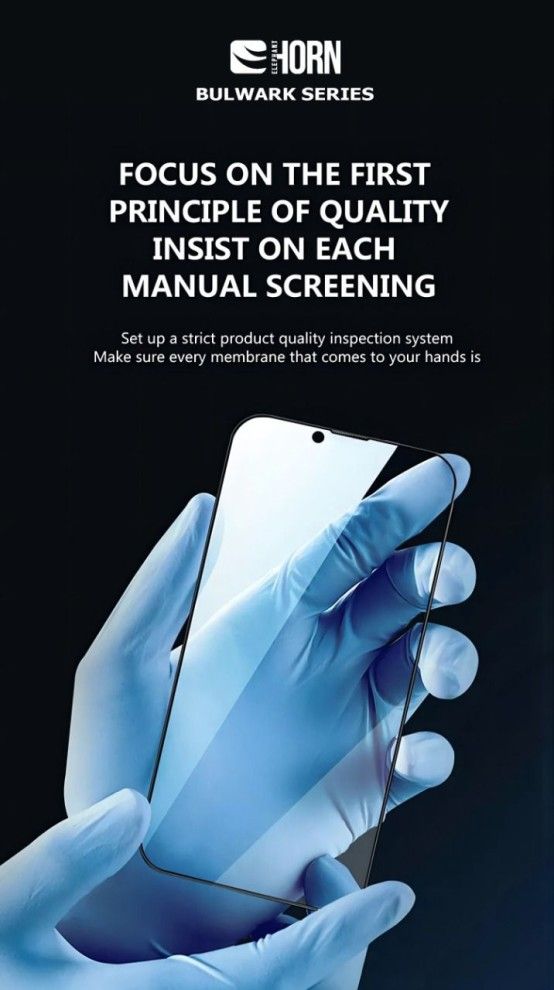 ELEPHANT HORN
BULWARK SERIES
FOCUS ON THE FIRST
PRINCIPLE OF QUALITY
INSIST ON EACH
MANUAL SCREENING
Set up a strict product quality inspection system
Make sure every membrane that comes to your hands is